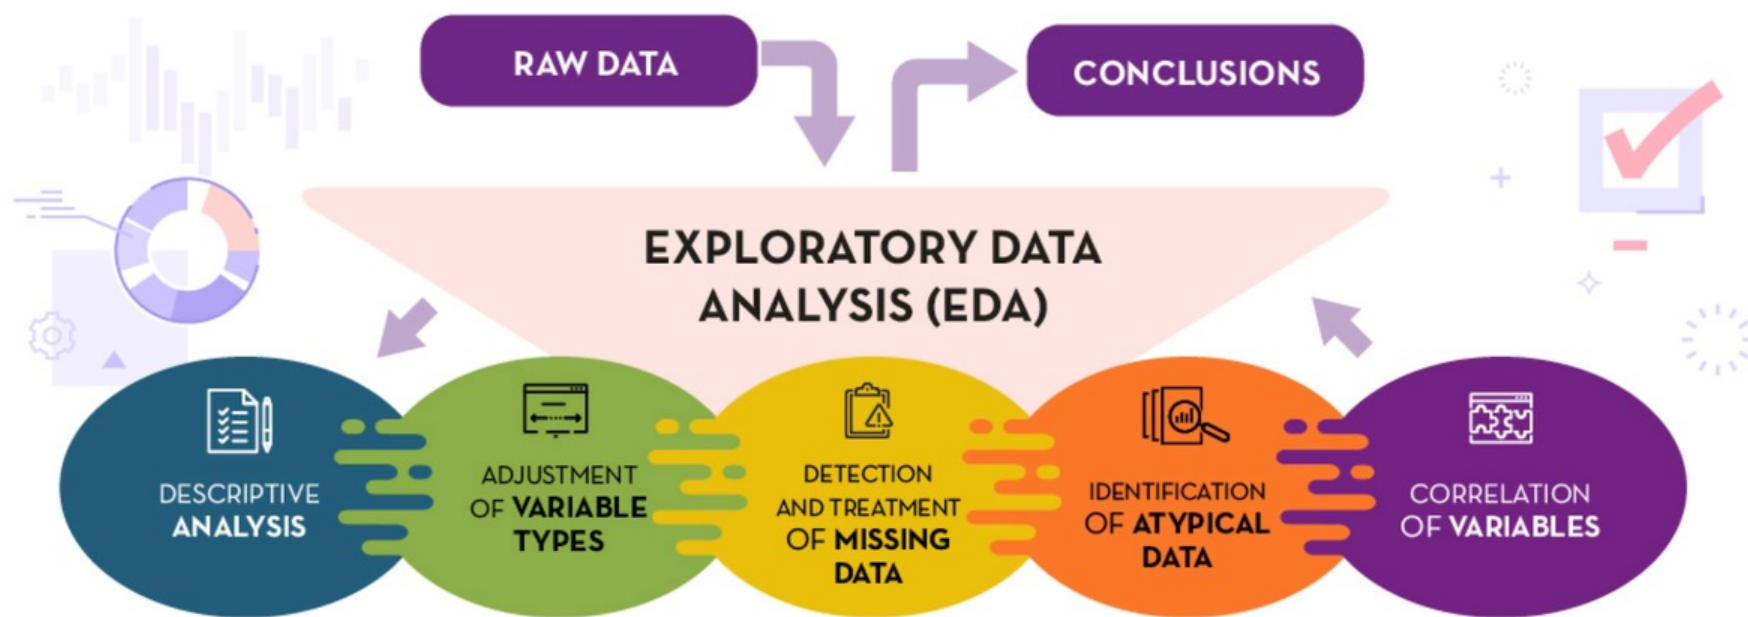 RAW DATA
CONCLUSIONS
EXPLORATORY DATA
ANALYSIS (EDA)
DESCRIPTIVE
ANALYSIS
ADJUSTMENT
OF VARIABLE
TYPES
DETECTION
AND TREATMENT
OF MISSING
DATA
IDENTIFICATION
OF ATYPICAL
DATA
CORRELATION
OF VARIABLES